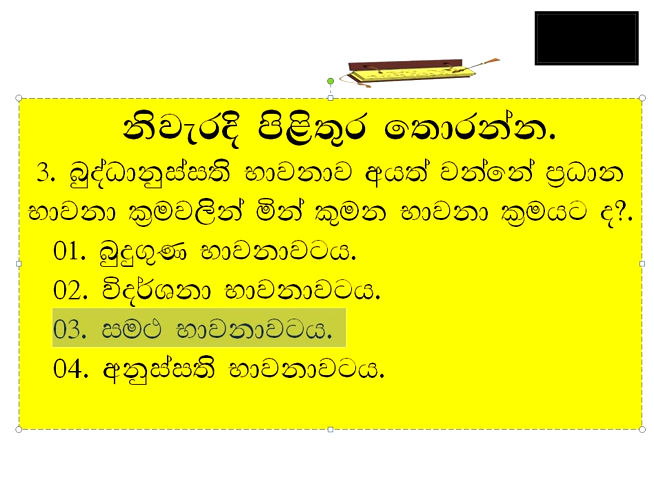 නිවැරදි පිළිතුර තොරන්න.
3. බුද්ධානුස්සති භාවනාව අයත් වන්නේ ප්‍රධාන
භාවනා ක්‍රමවලින් මින් කුමන භාවනා ක්‍රමයට ද?.
01. බුදුගුණ භාවනාවටය.
02. විදර්ශනා භාවනාවටය.
03. සමථ භාවනාවටය.
04. අනුස්සති භාවනාවටය.